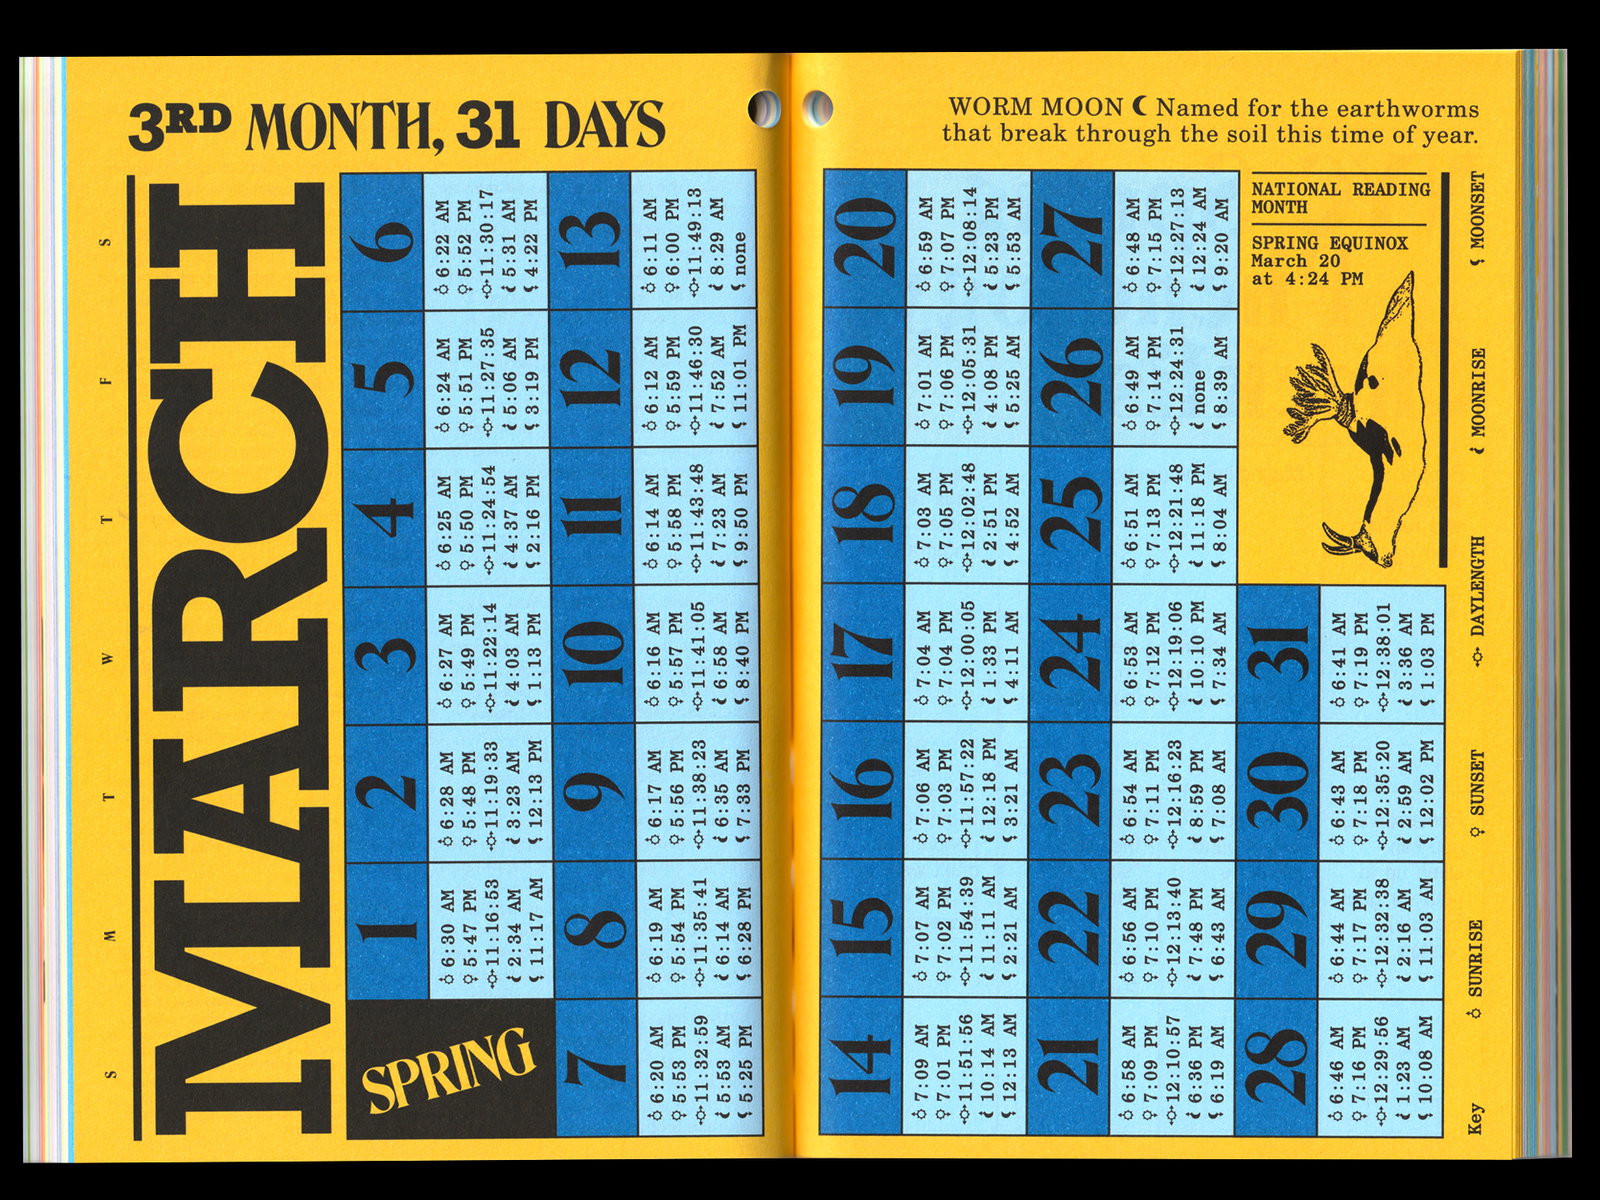 3RD MONTH, 31 DAYS
WORM MOON Named for the earthworms
that break through the soil this time of year.
MARCH
S M T W T F S
SPRING
1
6:30 AM
5:47 PM
11:16:53
2:34 AM
11:17 AM
2
6:28 AM
5:48 PM
11:19:33
3:23 AM
12:13 PM
3
6:27 AM
5:49 PM
11:22:14
4:03 AM
1:13 PM
4
6:25 AM
5:50 PM
11:24:54
4:37 AM
2:16 PM
5
6:24 AM
5:51 PM
11:27:35
5:06 AM
3:19 PM
6
6:22 AM
5:52 PM
11:30:17
5:31 AM
4:22 PM
7
6:20 AM
5:53 PM
11:32:59
5:53 AM
5:25 PM
8
6:19 AM
5:54 PM
11:35:41
6:14 AM
6:28 PM
9
6:17 AM
5:56 PM
11:38:23
6:35 AM
7:33 PM
10
6:16 AM
5:57 PM
11:41:05
6:58 AM
8:40 PM
11
6:14 AM
5:58 PM
11:43:48
7:23 AM
9:50 PM
12
6:12 AM
5:59 PM
11:46:30
7:52 AM
11:01 PM
13
6:11 AM
6:00 PM
11:49:13
8:29 AM
none
14
7:09 AM
7:01 PM
11:51:56
10:14 AM
12:13 AM
15
7:07 AM
7:02 PM
11:54:39
11:11 AM
2:21 AM
16
7:06 AM
7:03 PM
11:57:22
12:18 PM
3:21 AM
17
7:04 AM
7:04 PM
12:00:05
1:33 PM
4:11 AM
18
7:03 AM
7:05 PM
12:02:48
2:51 PM
4:52 AM
19
7:01 AM
7:06 PM
12:05:31
4:08 PM
5:25 AM
20
6:59 AM
7:07 PM
12:08:14
5:23 PM
5:53 AM
21
6:58 AM
7:09 PM
12:10:57
6:36 PM
6:19 AM
22
6:56 AM
7:10 PM
12:13:40
7:48 PM
6:43 AM
23
6:54 AM
7:11 PM
12:16:23
8:59 PM
7:08 AM
24
6:53 AM
7:12 PM
12:19:06
10:10 PM
7:34 AM
25
6:51 AM
7:13 PM
12:21:48
11:18 PM
8:04 AM
26
6:49 AM
7:14 PM
12:24:31
none
8:39 AM
27
6:48 AM
7:15 PM
12:27:13
12:24 AM
9:20 AM
28
6:46 AM
7:16 PM
12:29:56
1:23 AM
10:08 AM
29
6:44 AM
7:17 PM
12:32:38
2:16 AM
11:03 AM
30
6:43 AM
7:18 PM
12:35:20
2:59 AM
12:02 PM
31
6:41 AM
7:19 PM
12:38:01
3:36 AM
1:03 PM
NATIONAL READING
MONTH
SPRING EQUINOX
March 20
at 4:24 PM
Key SUNRISE SUNSET DAYLENGTH MOONRISE MOONSET